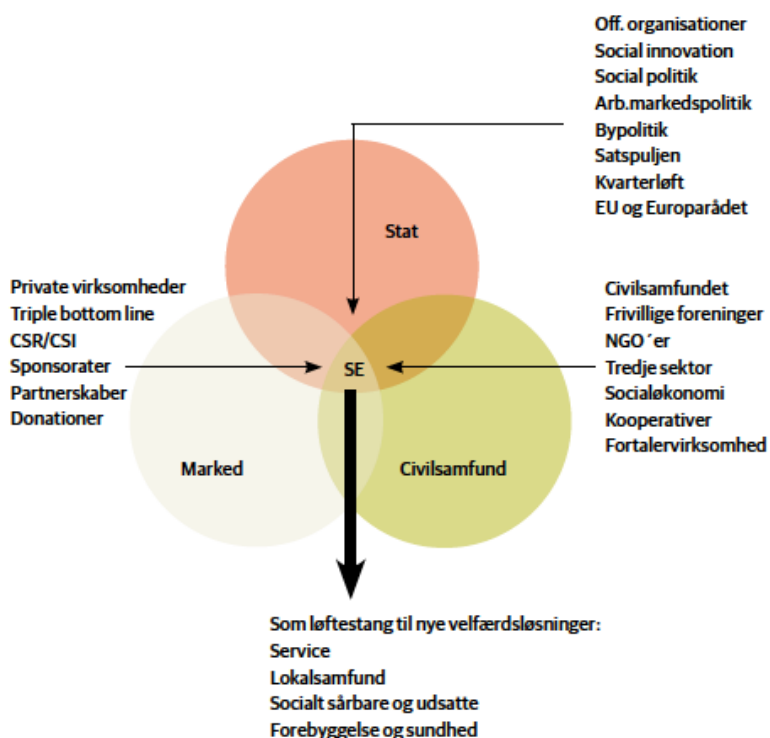 Off. organisationer
Social innovation
Social politik
Arb.markedspolitik
Bypolitik
Satspuljen
Kvarterløft
EU og Europarådet
Stat
Private virksomheder
Triple bottom line
CSR/CSI
Sponsorater
Partnerskaber
Donationer
SE
Civilsamfundet
Frivillige foreninger
NGO´er
Tredje sektor
Socialøkonomi
Kooperativer
Fortalervirksomhed
Marked
Civilsamfund
Som løftestang til nye velfærdsløsninger:
Service
Lokalsamfund
Socialt sårbare og udsatte
Forebyggelse og sundhed